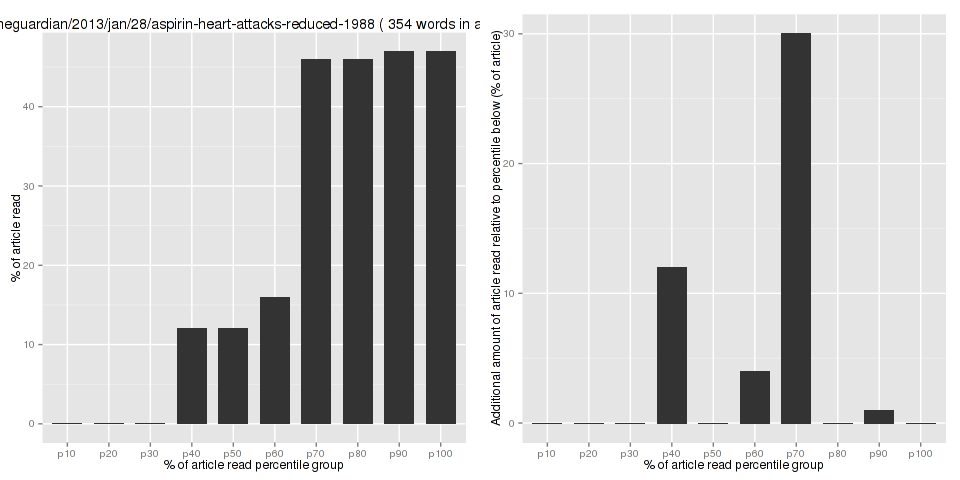 neguardian/2013/jan/28/aspirin-heart-attacks-reduced-1988 ( 354 words in a
% of article read
40
30
20
10
0
p10 p20 p30 p40 p50 p60 p70 p80 p90 p100
% of article read percentile group
Additional amount of article read relative to percentile below (% of article)
30
20
10
0
p10 p20 p30 p40 p50 p60 p70 p80 p90 p100
% of article read percentile group